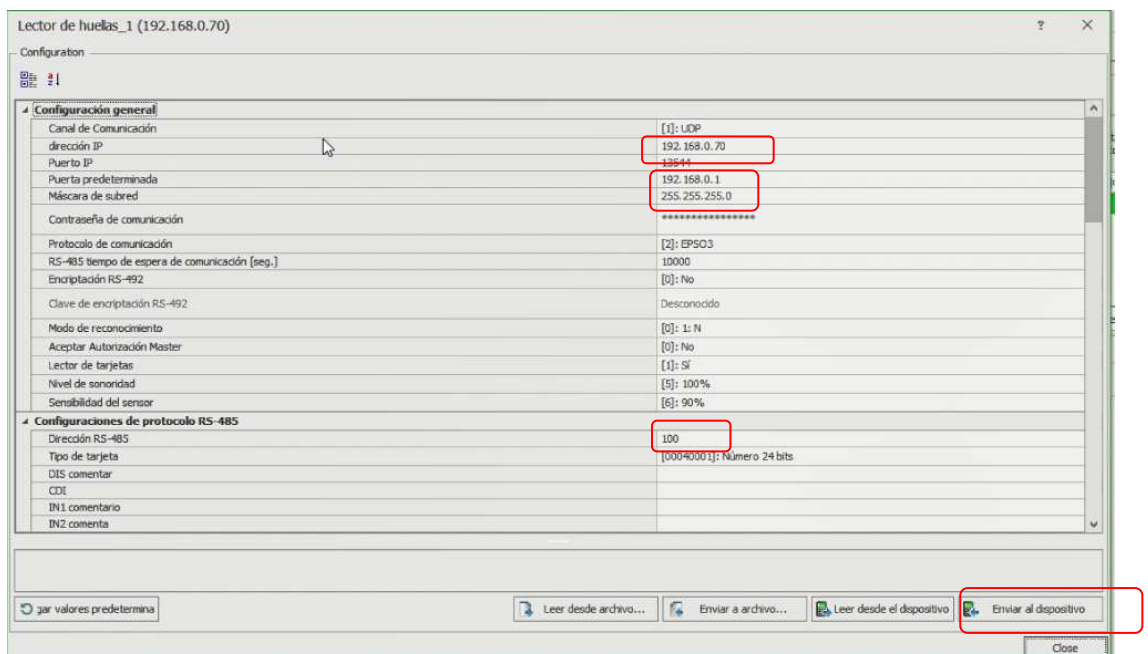 Lector de huellas_1 (192.168.0.70) ?
Configuration
Configuración general
Canal de Comunicación [1]: UDP
dirección IP 192.168.0.70
Puerto IP 13544
Puerta predeterminada 192.168.0.1
Máscara de subred 255.255.255.0
Contraseña de comunicación ****************
Protocolo de comunicación [2]: EPSO3
RS-485 tiempo de espera de comunicación [seg.] 10000
Encriptación RS-492 [0]: No
Clave de encriptación RS-492 Desconocido
Modo de reconocimiento [0]: 1: N
Aceptar Autorización Master [0]: No
Lector de tarjetas [1]: Sí
Nivel de sonoridad [5]: 100%
Sensibilidad del sensor [6]: 90%
Configuraciones de protocolo RS-485
Dirección RS-485 100
Tipo de tarjeta [00040001]: Número 24 bits
DIS comentar
CDI
IN1 comentario
IN2 comenta
gar valores predetermina Leer desde archivo... Enviar a archivo... Leer desde el dispositivo Enviar al dispositivo
Close